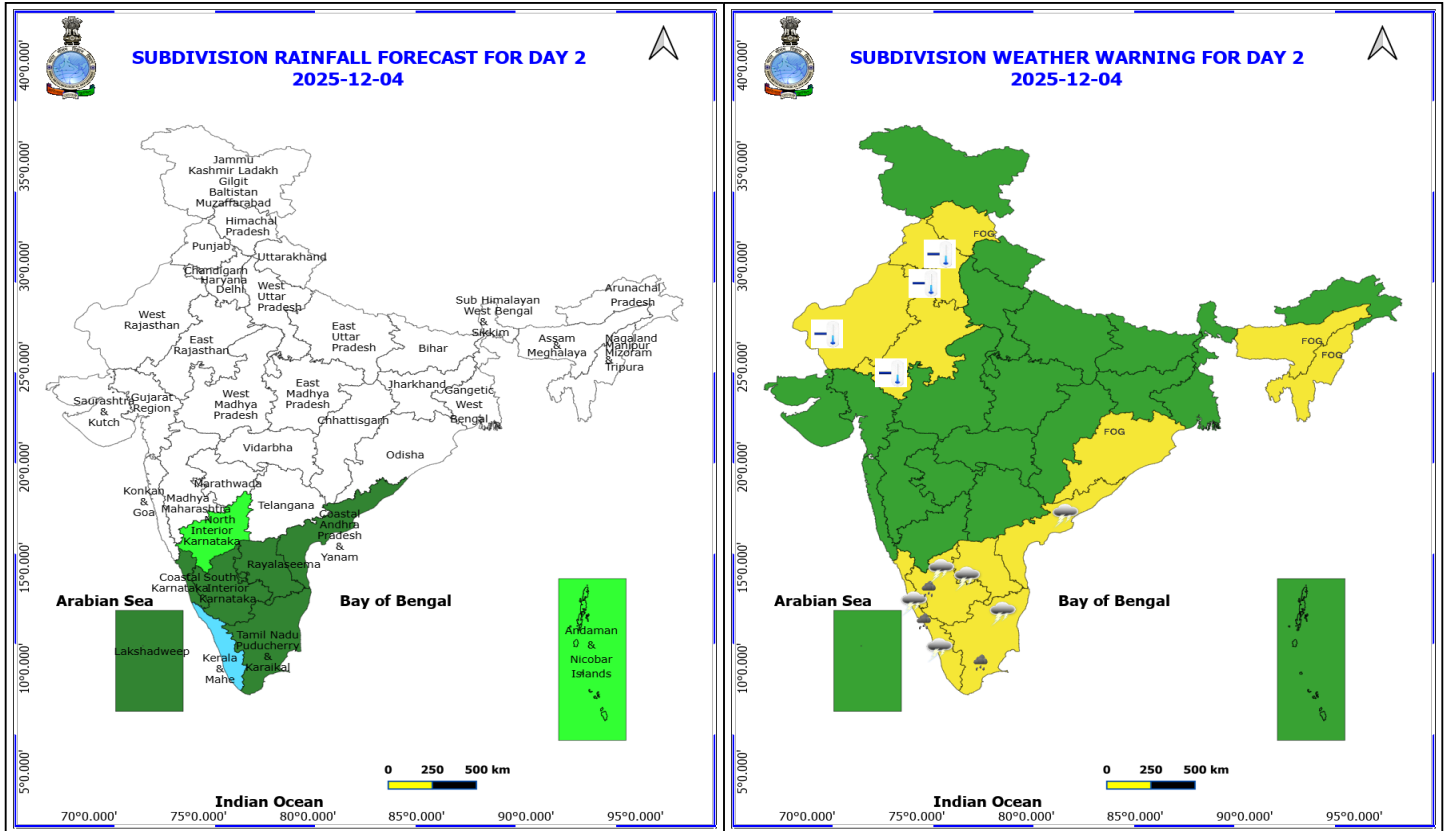 SUBDIVISION RAINFALL FORECAST FOR DAY 2
2025-12-04
40°0.000'
35°0.000'
30°0.000'
25°0.000'
20°0.000'
15°0.000'
10°0.000'
5°0.000'
Jammu
Kashmir Ladakh
Gilgit
Baltistan
Muzaffarabad
Himachal
Pradesh
Punjab
Uttarakhand
Chandigarh
Haryana
Delhi
West
Uttar
Pradesh
West
Rajasthan
East
Rajasthan
East
Uttar
Pradesh
Bihar
Sub Himalayan
West Bengal
&
Sikkim
Arunachal
Pradesh
Assam
&
Meghalaya
Nagaland
Manipur
Mizoram
&
Tripura
Saurashtra
&
Kutch
Gujarat
Region
West
Madhya
Pradesh
East
Madhya
Pradesh
Jharkhand
Gangetic
West
Bengal
Chhattisgarh
Vidarbha
Odisha
Konkan
&
Goa
Madhya
Maharashtra
Marathwada
Telangana
North
Interior
Karnataka
Coastal
Andhra
Pradesh
&
Yanam
Rayalaseema
Coastal
Karnataka
South
Interior
Karnataka
Arabian Sea
Bay of Bengal
Lakshadweep
Kerala
&
Mahe
Tamil Nadu
Puducherry
&
Karaikal
Andaman
&
Nicobar
Islands
0 250 500 km
Indian Ocean
70°0.000' 75°0.000' 80°0.000' 85°0.000' 90°0.000' 95°0.000'
SUBDIVISION WEATHER WARNING FOR DAY 2
2025-12-04
40°0.000'
35°0.000'
30°0.000'
25°0.000'
20°0.000'
15°0.000'
10°0.000'
5°0.000'
FOG
FOG
FOG
FOG
Arabian Sea
Bay of Bengal
0 250 500 km
Indian Ocean
70°0.000' 75°0.000' 80°0.000' 85°0.000' 90°0.000' 95°0.000'